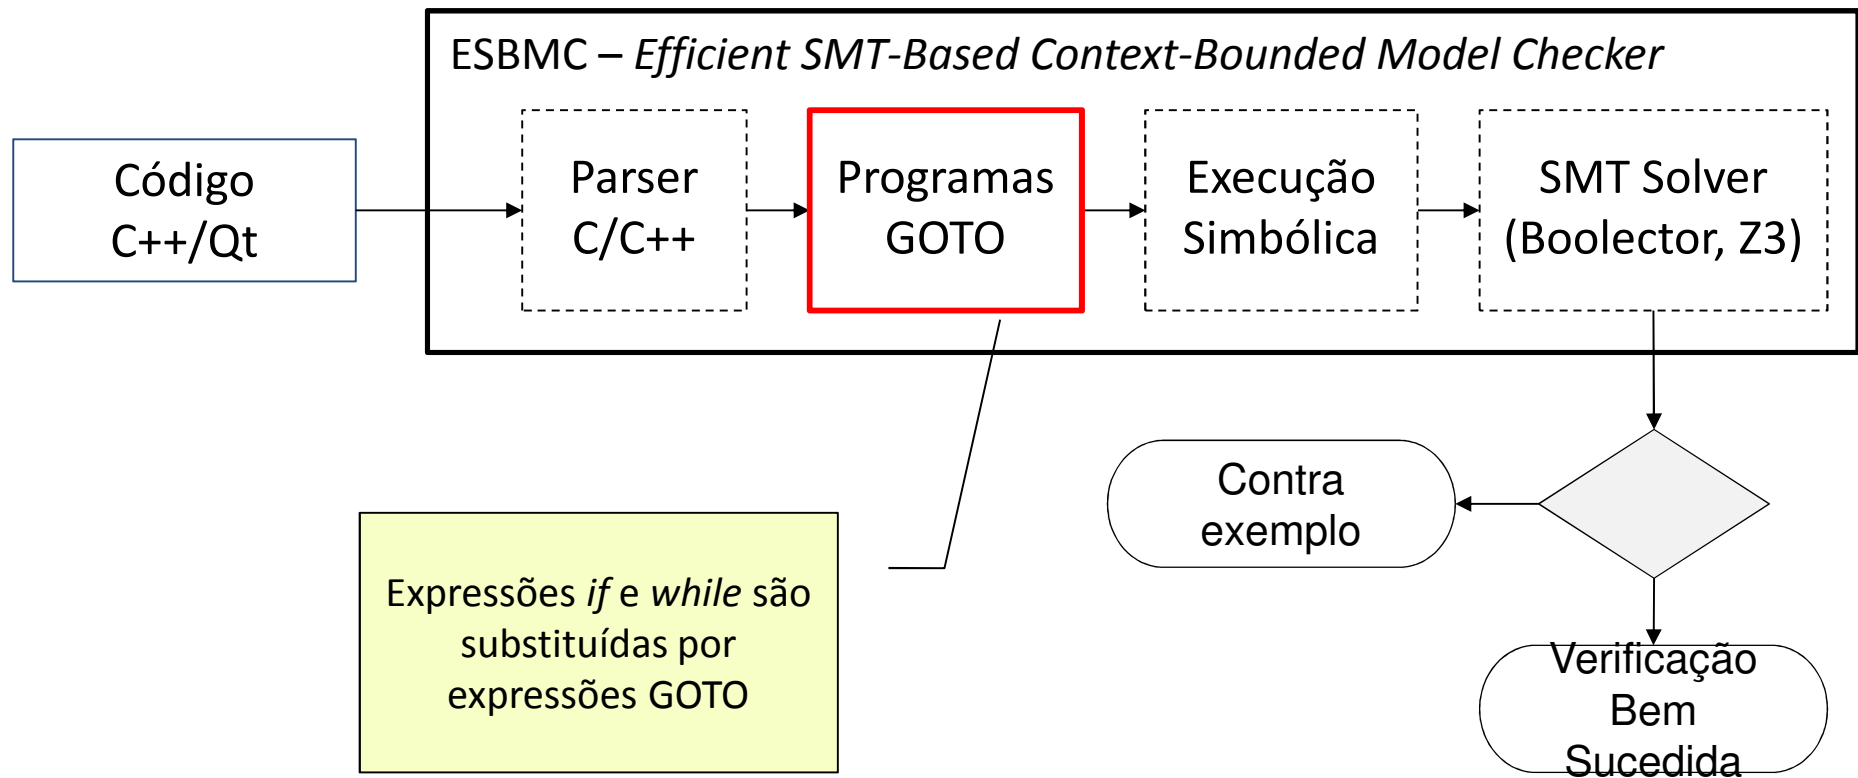 ESBMC – Efficient SMT-Based Context-Bounded Model Checker
Código
C++/Qt
Parser
C/C++
Programas
GOTO
Execução
Simbólica
SMT Solver
(Boolector, Z3)
Contra
exemplo
Expressões if e while são
substituídas por
expressões GOTO
Verificação
Bem
Sucedida